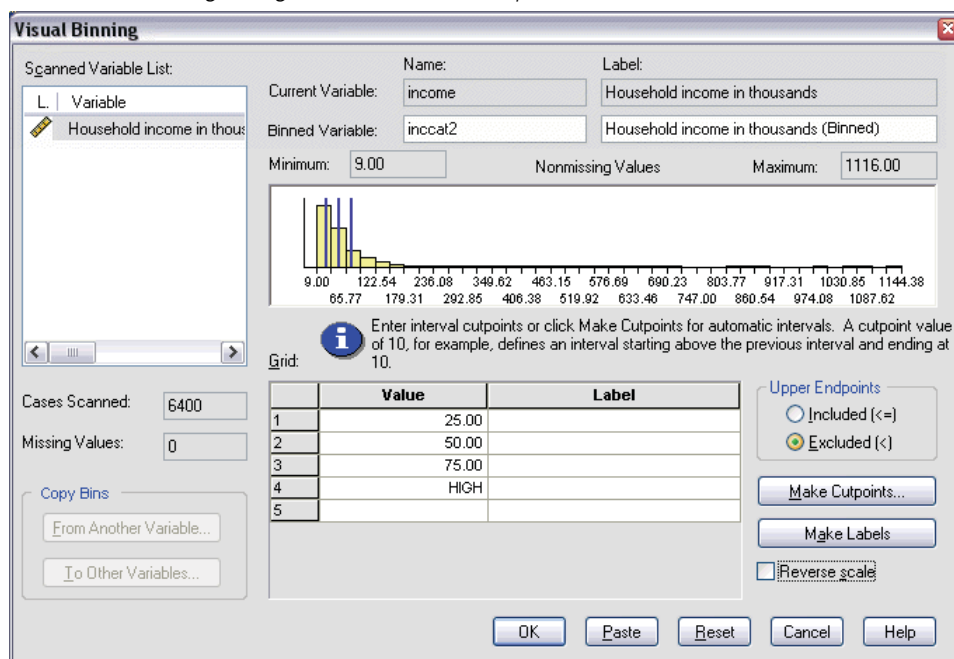 Visual Binning
Scanned Variable List:
L. Variable
Household income in thous
Name: Label:
Current Variable: income Household income in thousands
Binned Variable: inccat2 Household income in thousands (Binned)
Minimum: 9.00 Nonmissing Values Maximum: 1116.00
9.00 122.54 236.08 349.62 463.15 576.69 690.23 803.77 917.31 1030.85 1144.38
65.77 179.31 292.85 406.38 519.92 633.46 747.00 860.54 974.08 1087.62
Enter interval cutpoints or click Make Cutpoints for automatic intervals. A cutpoint value
of 10, for example, defines an interval starting above the previous interval and ending at
10.
Grid:
Cases Scanned: 6400
Missing Values: 0
Copy Bins
From Another Variable...
To Other Variables...
Value Label
1 25.00
2 50.00
3 75.00
4 HIGH
5
Upper Endpoints
Included (<=)
Excluded (<)
Make Cutpoints...
Make Labels
Reverse scale
OK Paste Reset Cancel Help